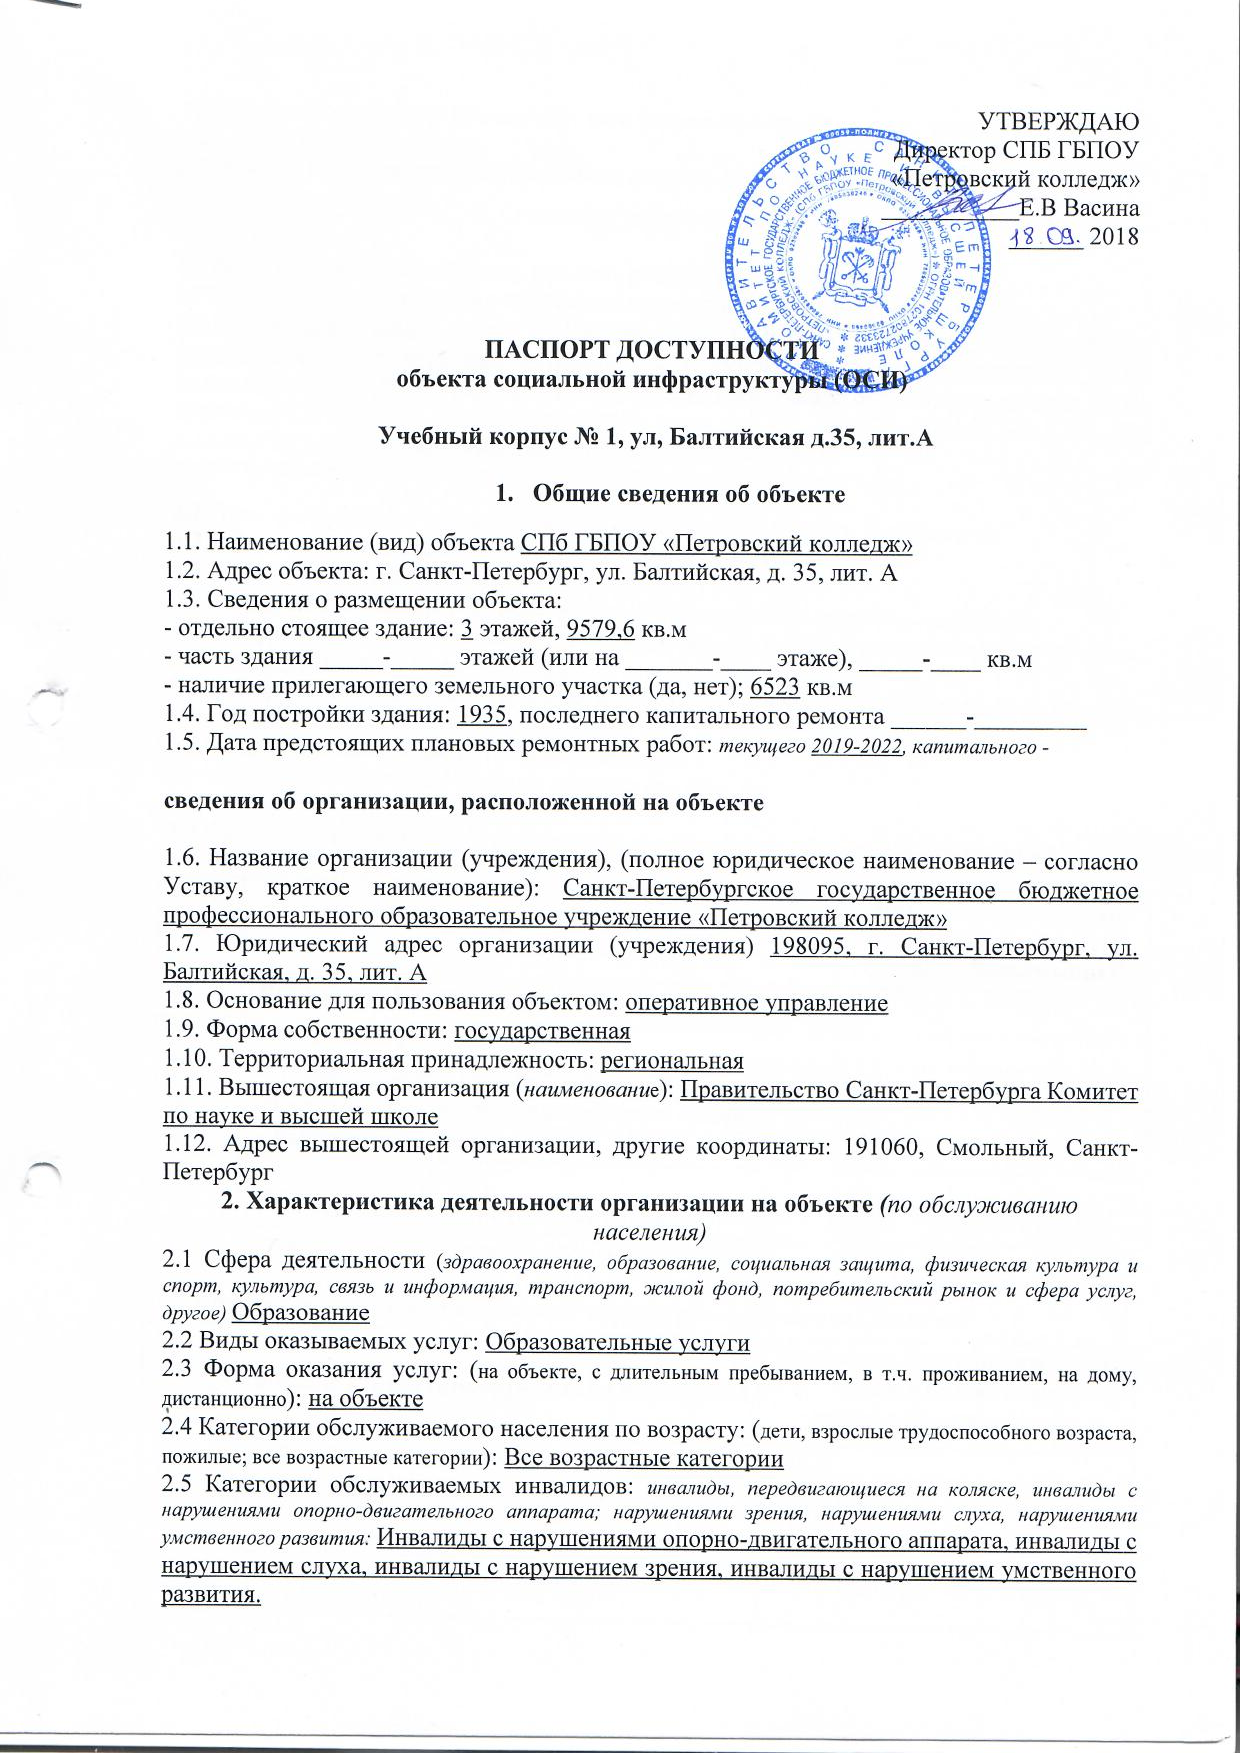 УТВЕРЖДАЮ
Директор СПБ ГБПОУ
«Петровский колледж»
___________Е.В Васина
18.09. 2018
ПАСПОРТ ДОСТУПНОСТИ
объекта социальной инфраструктуры (ОСИ)
Учебный корпус № 1, ул, Балтийская д.35, лит.А
1. Общие сведения об объекте
1.1. Наименование (вид) объекта СПб ГБПОУ «Петровский колледж»
1.2. Адрес объекта: г. Санкт-Петербург, ул. Балтийская, д. 35, лит. А
1.3. Сведения о размещении объекта:
- отдельно стоящее здание: 3 этажей, 9579,6 кв.м
- часть здания _____-_____ этажей (или на _______-____ этаже), _____-____ кв.м
- наличие прилегающего земельного участка (да, нет); 6523 кв.м
1.4. Год постройки здания: 1935, последнего капитального ремонта ______-_________
1.5. Дата предстоящих плановых ремонтных работ: текущего 2019-2022, капитального -
сведения об организации, расположенной на объекте
1.6. Название организации (учреждения), (полное юридическое наименование – согласно
Уставу, краткое наименование): Санкт-Петербургское государственное бюджетное
профессионального образовательное учреждение «Петровский колледж»
1.7. Юридический адрес организации (учреждения) 198095, г. Санкт-Петербург, ул.
Балтийская, д. 35, лит. А
1.8. Основание для пользования объектом: оперативное управление
1.9. Форма собственности: государственная
1.10. Территориальная принадлежность: региональная
1.11. Вышестоящая организация (наименование): Правительство Санкт-Петербурга Комитет
по науке и высшей школе
1.12. Адрес вышестоящей организации, другие координаты: 191060, Смольный, Санкт-
Петербург
2. Характеристика деятельности организации на объекте (по обслуживанию
населения)
2.1 Сфера деятельности (здравоохранение, образование, социальная защита, физическая культура и
спорт, культура, связь и информация, транспорт, жилой фонд, потребительский рынок и сфера услуг,
другое) Образование
2.2 Виды оказываемых услуг: Образовательные услуги
2.3 Форма оказания услуг: (на объекте, с длительным пребыванием, в т.ч. проживанием, на дому,
дистанционно): на объекте
2.4 Категории обслуживаемого населения по возрасту: (дети, взрослые трудоспособного возраста,
пожилые; все возрастные категории): Все возрастные категории
2.5 Категории обслуживаемых инвалидов: инвалиды, передвигающиеся на коляске, инвалиды с
нарушениями опорно-двигательного аппарата; нарушениями зрения, нарушениями слуха, нарушениями
умственного развития: Инвалиды с нарушениями опорно-двигательного аппарата, инвалиды с
нарушением слуха, инвалиды с нарушением зрения, инвалиды с нарушением умственного
развития.